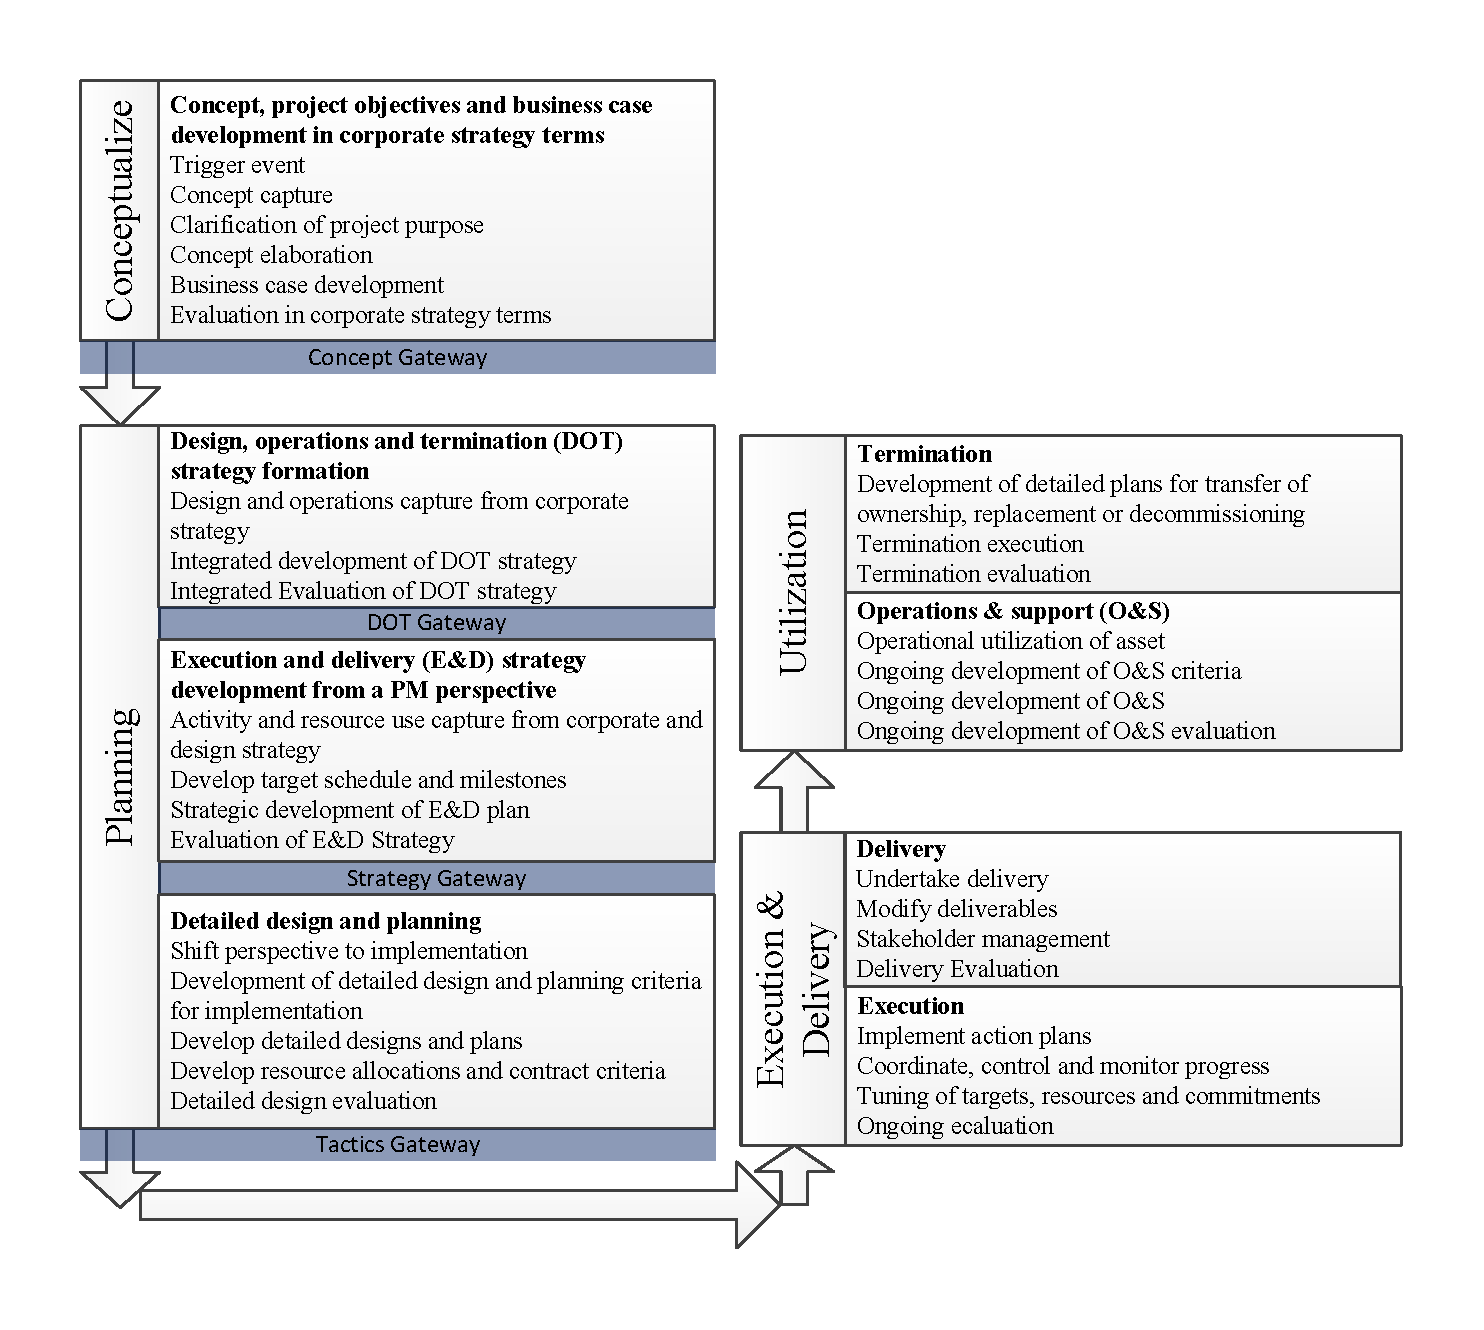 Conceptualize
Concept, project objectives and business case
development in corporate strategy terms
Trigger event
Concept capture
Clarification of project purpose
Concept elaboration
Business case development
Evaluation in corporate strategy terms
Concept Gateway
Planning
Design, operations and termination (DOT)
strategy formation
Design and operations capture from corporate
strategy
Integrated development of DOT strategy
Integrated Evaluation of DOT strategy
DOT Gateway
Execution and delivery (E&D) strategy
development from a PM perspective
Activity and resource use capture from corporate and
design strategy
Develop target schedule and milestones
Strategic development of E&D plan
Evaluation of E&D Strategy
Strategy Gateway
Detailed design and planning
Shift perspective to implementation
Development of detailed design and planning criteria
for implementation
Develop detailed designs and plans
Develop resource allocations and contract criteria
Detailed design evaluation
Tactics Gateway
Utilization
Termination
Development of detailed plans for transfer of
ownership, replacement or decommissioning
Termination execution
Termination evaluation
Operations & support (O&S)
Operational utilization of asset
Ongoing development of O&S criteria
Ongoing development of O&S
Ongoing development of O&S evaluation
Execution &
Delivery
Delivery
Undertake delivery
Modify deliverables
Stakeholder management
Delivery Evaluation
Execution
Implement action plans
Coordinate, control and monitor progress
Tuning of targets, resources and commitments
Ongoing ecaluation